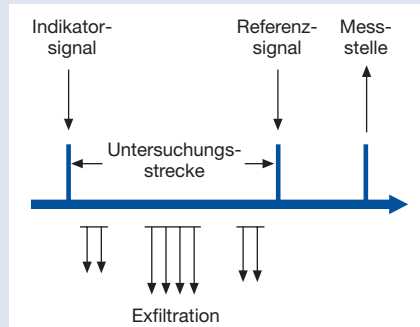 Indikator-
signal
Referenz-
signal
Mess-
stelle
Untersuchungs-
strecke
Exfiltration